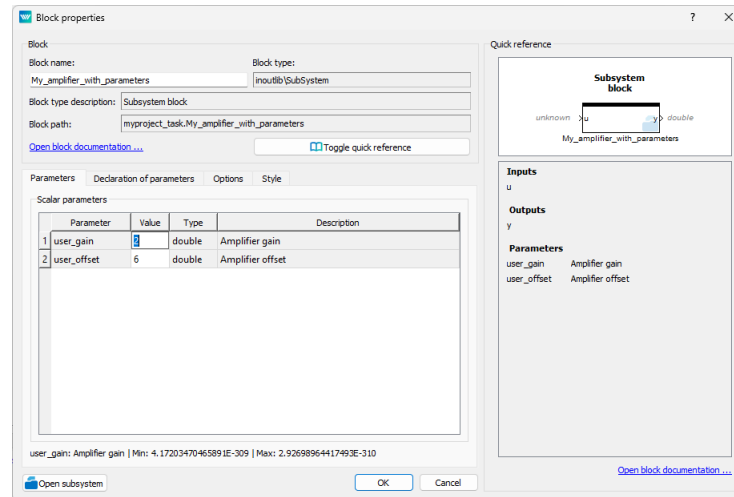 Block properties
?
Block
Block name:
Block type:
My_amplifier_with_parameters
inoutlib\SubSystem
Block type description:
Subsystem block
Block path:
myproject_task.My_amplifier_with_parameters
Open block documentation ...
Toggle quick reference
Parameters
Declaration of parameters
Options
Style
Scalar parameters
Parameter Value Type Description
1 user_gain 2 double Amplifier gain
2 user_offset 6 double Amplifier offset
user_gain: Amplifier gain | Min: 4.17203470465891E-309 | Max: 2.92698964417493E-310
Open subsystem
OK
Cancel
Quick reference
Subsystem
block
unknown u y double
My_amplifier_with_parameters
Inputs
u
Outputs
y
Parameters
user_gain Amplifier gain
user_offset Amplifier offset
Open block documentation ...